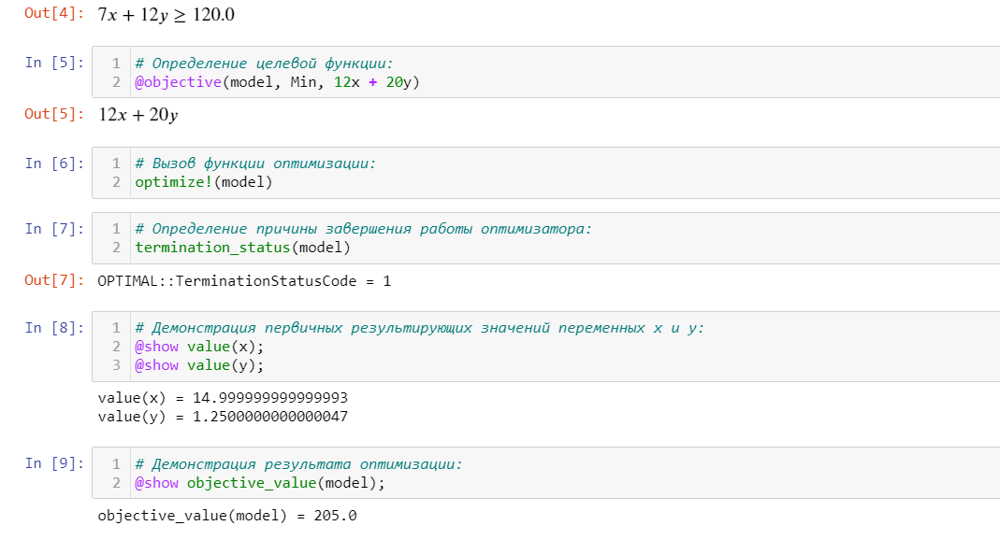 Out[4]: 7x + 12y ≥ 120.0
In [5]: 1 # Определение целевой функции:
2 @objective(model, Min, 12x + 20y)
Out[5]: 12x + 20y
In [6]: 1 # Вызов функции оптимизации:
2 optimize!(model)
In [7]: 1 # Определение причины завершения работы оптимизатора:
2 termination_status(model)
Out[7]: OPTIMAL::TerminationStatusCode = 1
In [8]: 1 # Демонстрация первичных результирующих значений переменных x и y:
2 @show value(x);
3 @show value(y);
value(x) = 14.999999999999993
value(y) = 1.2500000000000047
In [9]: 1 # Демонстрация результата оптимизации:
2 @show objective_value(model);
objective_value(model) = 205.0